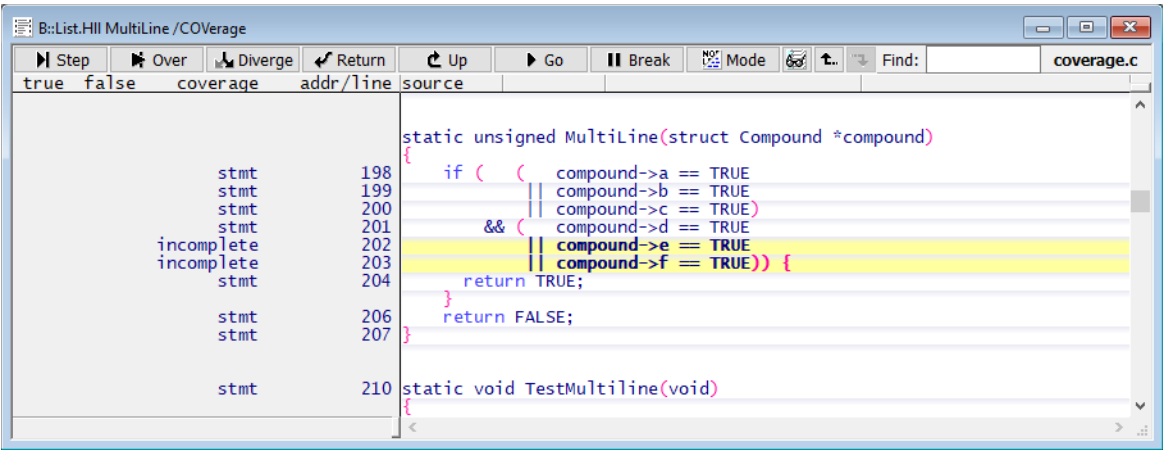 B::List.Hll MultiLine /COVerage
Step Over Diverge Return Up Go Break Mode Find: coverage.c
true false coverage addr/line source
static unsigned MultiLine(struct Compound *compound)
{
stmt 198 if ( ( compound->a == TRUE
stmt 199 || compound->b == TRUE
stmt 200 || compound->c == TRUE)
stmt 201 && ( compound->d == TRUE
incomplete 202 || compound->e == TRUE
incomplete 203 || compound->f == TRUE)) {
stmt 204 return TRUE;
}
stmt 206 return FALSE;
stmt 207 }
stmt 210 static void TestMultiline(void)
{